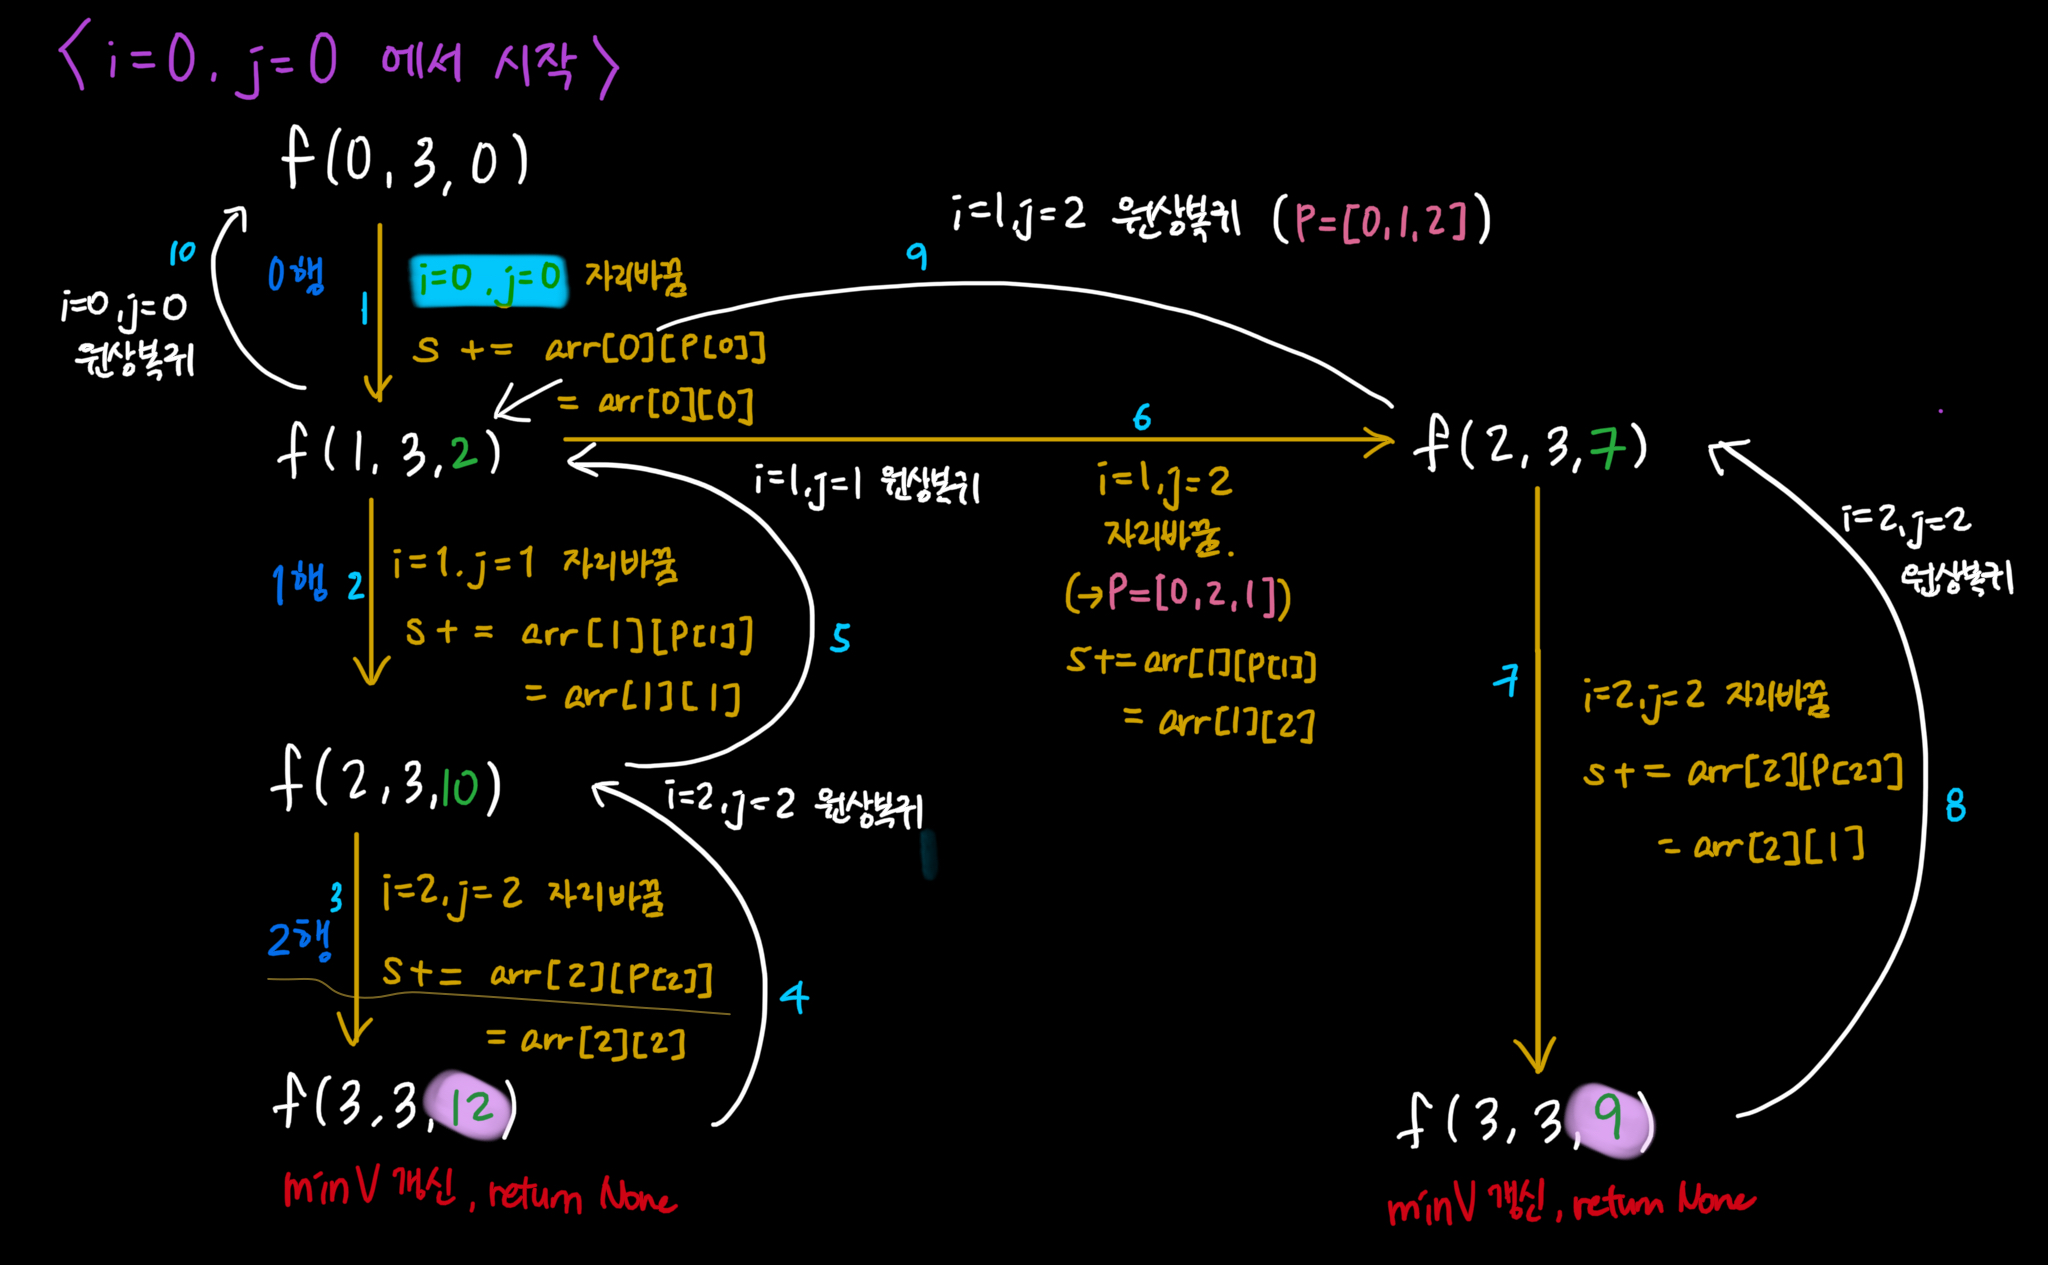 <i=0, j=0 에서 시작>
f(0, 3, 0)
10
i=0, j=0
원상복귀
0행
1
i=0, j=0 자리바꿈
s += arr[0][P[0]]
= arr[0][0]
f(1, 3, 2)
1행
2
i=1, j=1 자리바꿈
s += arr[1][P[1]]
= arr[1][1]
5
i=1, j=1 원상복귀
f(2, 3, 10)
2행
3
i=2, j=2 자리바꿈
s += arr[2][P[2]]
= arr[2][2]
4
i=2, j=2 원상복귀
f(3, 3, 12)
minV 갱신, return None
i=1, j=2 원상복귀 (P=[0,1,2])
9
6
i=1, j=2
자리바꿈.
(→P=[0,2,1])
s += arr[1][P[1]]
= arr[1][2]
f(2, 3, 7)
7
i=2, j=2 자리바꿈
s += arr[2][P[2]]
= arr[2][1]
i=2, j=2
원상복귀
8
f(3, 3, 9)
minV 갱신, return None